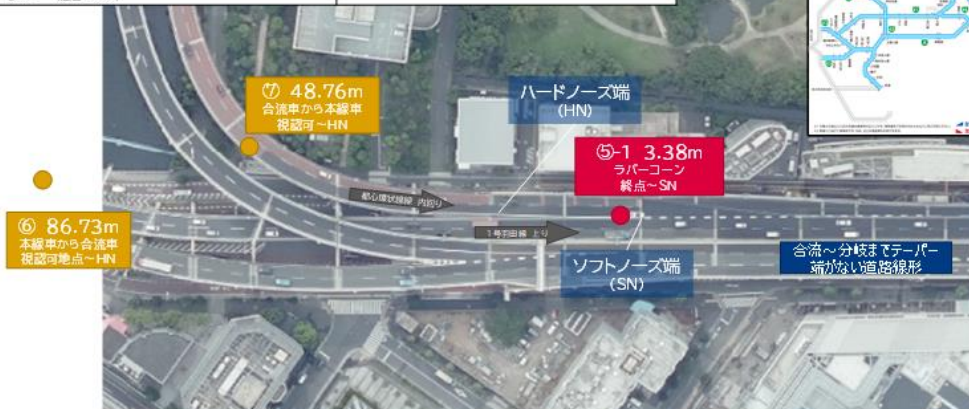 ⑦ 48.76m
合流車から本線車
視認可～HN
ハードノーズ端
(HN)
⑤-1 3.38m
ラバーコーン
終点～SN
都心環状線 内回り
⑥ 86.73m
本線車から合流車
視認可地点～HN
1号羽田線 上り
ソフトノーズ端
(SN)
合流～分岐までテーパー
端がない道路線形